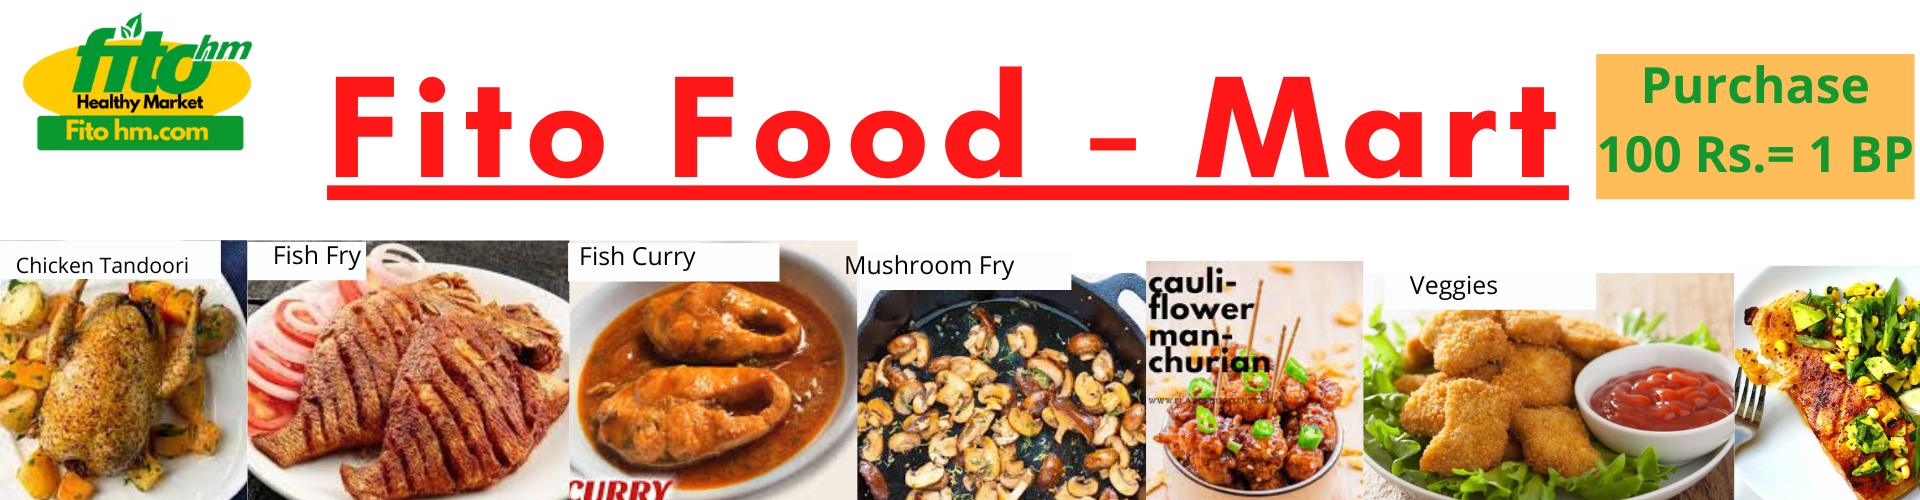 fito hm
Healthy Market
Fito hm.com
Fito Food - Mart
Purchase
100 Rs.= 1 BP
Chicken Tandoori
Fish Fry
Fish Curry
CURRY
Mushroom Fry
cauli-
flower
man-
churian
Veggies